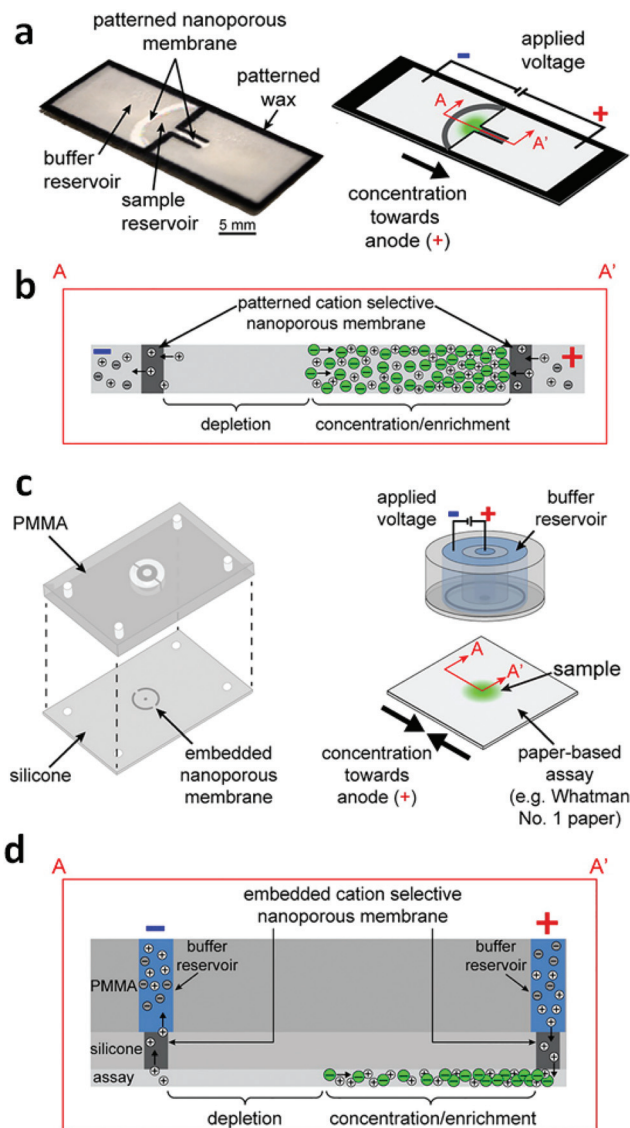 a
patterned nanoporous
membrane
patterned
wax
buffer
reservoir
sample
reservoir
5 mm
applied
voltage
-
+
A
A'
concentration
towards
anode (+)
A
A'
b
patterned cation selective
nanoporous membrane
-
+
depletion
concentration/enrichment
c
PMMA
silicone
embedded
nanoporous
membrane
applied
voltage
-
+
buffer
reservoir
A
A'
sample
concentration
towards
anode (+)
paper-based
assay
(e.g. Whatman
No. 1 paper)
d
A
A'
embedded cation selective
nanoporous membrane
-
+
buffer
reservoir
buffer
reservoir
PMMA
silicone
assay
depletion
concentration/enrichment